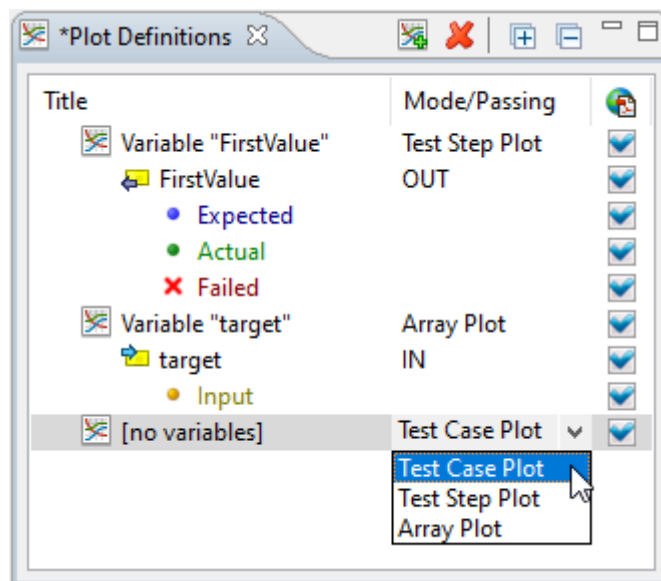 *Plot Definitions
Title Mode/Passing
Variable "FirstValue" Test Step Plot
FirstValue OUT
Expected
Actual
Failed
Variable "target" Array Plot
target IN
Input
[no variables] Test Case Plot
Test Case Plot
Test Step Plot
Array Plot